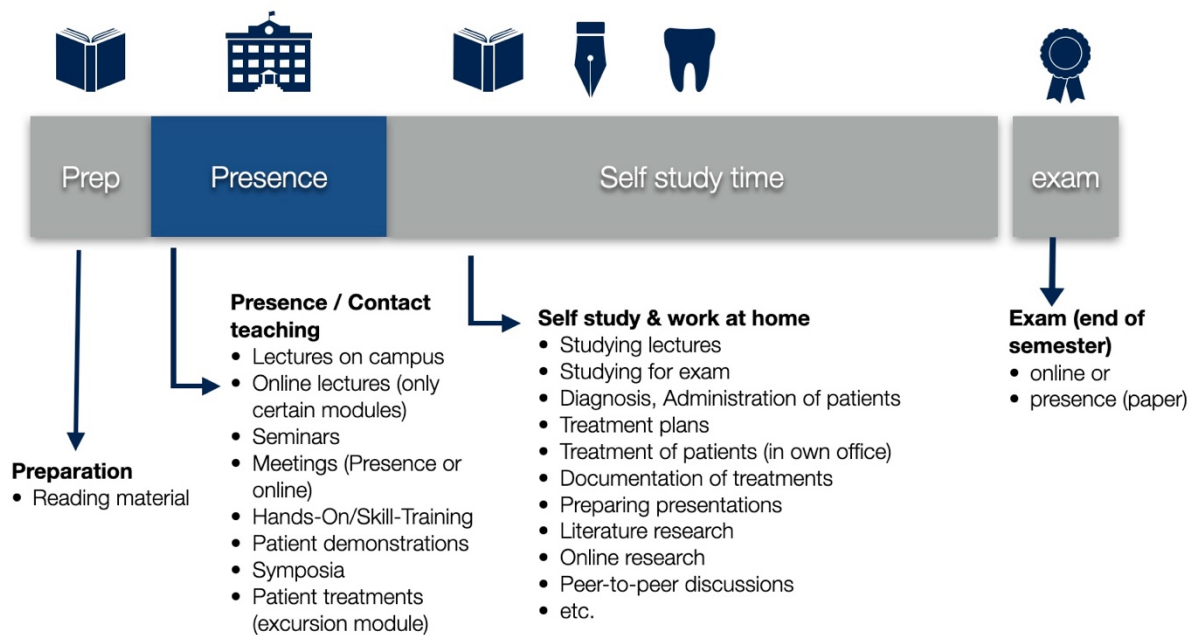 Prep
Presence
Self study time
exam
Preparation
• Reading material
Presence / Contact
teaching
• Lectures on campus
• Online lectures (only
certain modules)
• Seminars
• Meetings (Presence or
online)
• Hands-On/Skill-Training
• Patient demonstrations
• Symposia
• Patient treatments
(excursion module)
Self study & work at home
• Studying lectures
• Studying for exam
• Diagnosis, Administration of patients
• Treatment plans
• Treatment of patients (in own office)
• Documentation of treatments
• Preparing presentations
• Literature research
• Online research
• Peer-to-peer discussions
• etc.
Exam (end of
semester)
• online or
• presence (paper)